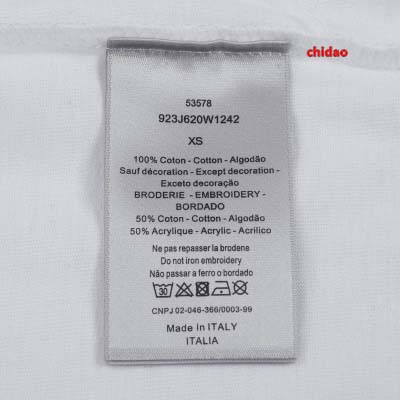 chidao
53578
923J620W1242
XS
100% Coton - Cotton - Algodão
Sauf décoration - Except decoration -
Exceto decoração
BRODERIE - EMBROIDERY -
BORDADO
50% Coton - Cotton - Algodão
50% Acrylique - Acrylic - Acrilico
Ne pas repasser la brodene
Do not iron embroidery
Não passar a ferro o bordado
30
CNPJ 02-046-366/0003-99
Made in ITALY
ITALIA